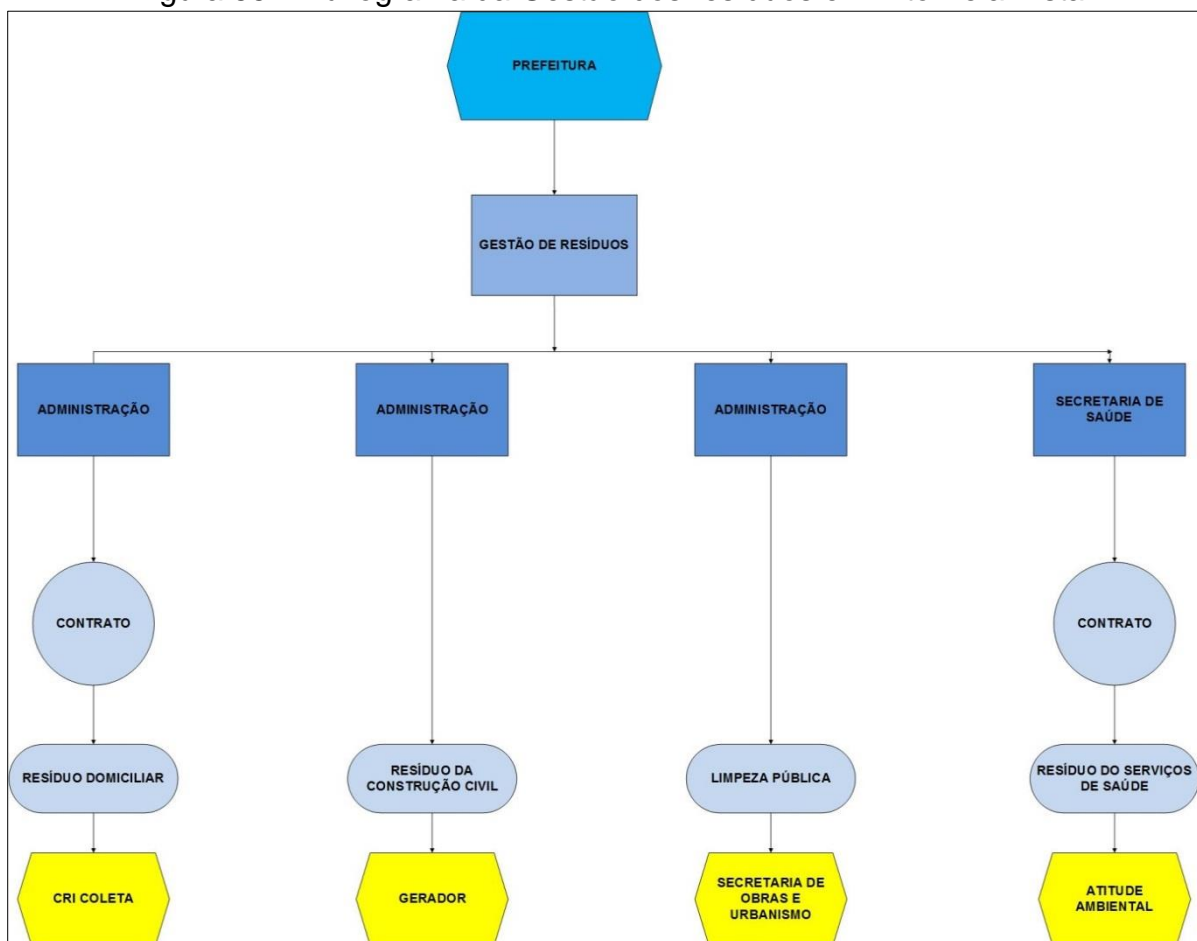 PREFEITURA
GESTÃO DE RESÍDUOS
ADMINISTRAÇÃO
ADMINISTRAÇÃO
ADMINISTRAÇÃO
SECRETARIA DE
SAÚDE
CONTRATO
CONTRATO
RESÍDUO DOMICILIAR
RESÍDUO DA
CONSTRUÇÃO CIVIL
LIMPEZA PÚBLICA
RESÍDUO DO SERVIÇOS
DE SAÚDE
CRI COLETA
GERADOR
SECRETARIA DE
OBRAS E
URBANISMO
ATITUDE
AMBIENTAL